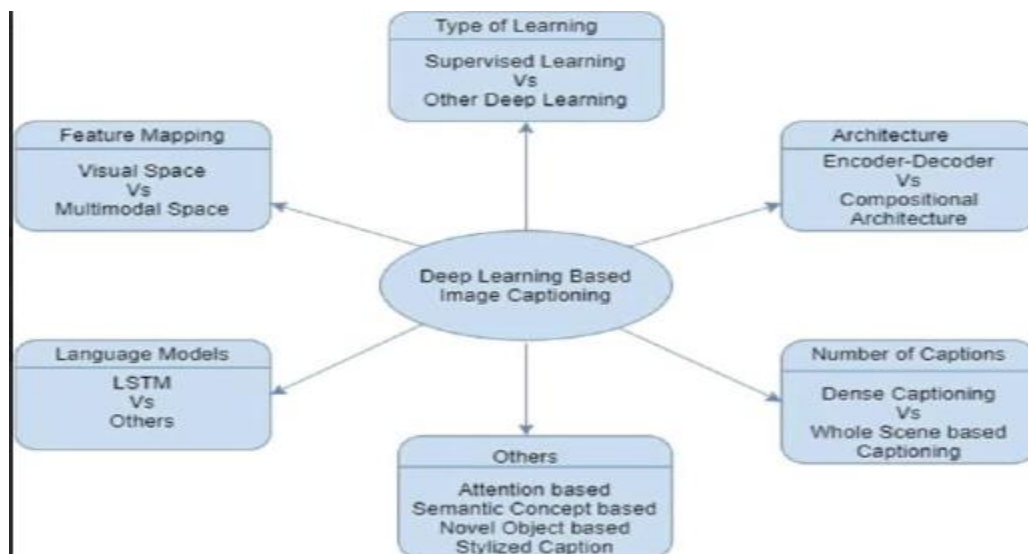 Type of Learning
Supervised Learning
Vs
Other Deep Learning
Feature Mapping
Visual Space
Vs
Multimodal Space
Architecture
Encoder-Decoder
Vs
Compositional
Architecture
Deep Learning Based
Image Captioning
Language Models
LSTM
Vs
Others
Number of Captions
Dense Captioning
Vs
Whole Scene based
Captioning
Others
Attention based
Semantic Concept based
Novel Object based
Stylized Caption